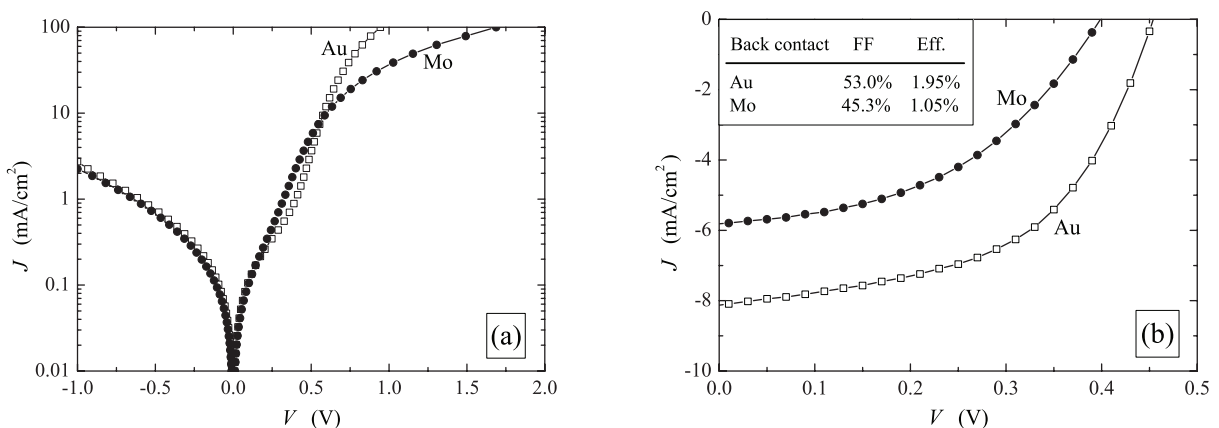 100
10
1
0.1
0.01
J (mA/cm²)
Au
Mo
(a)
-1.0 -0.5 0.0 0.5 1.0 1.5 2.0
V (V)
0
-2
-4
-6
-8
-10
J (mA/cm²)
Back contact FF Eff.
Au 53.0% 1.95%
Mo 45.3% 1.05%
Mo
Au
(b)
0.0 0.1 0.2 0.3 0.4 0.5
V (V)